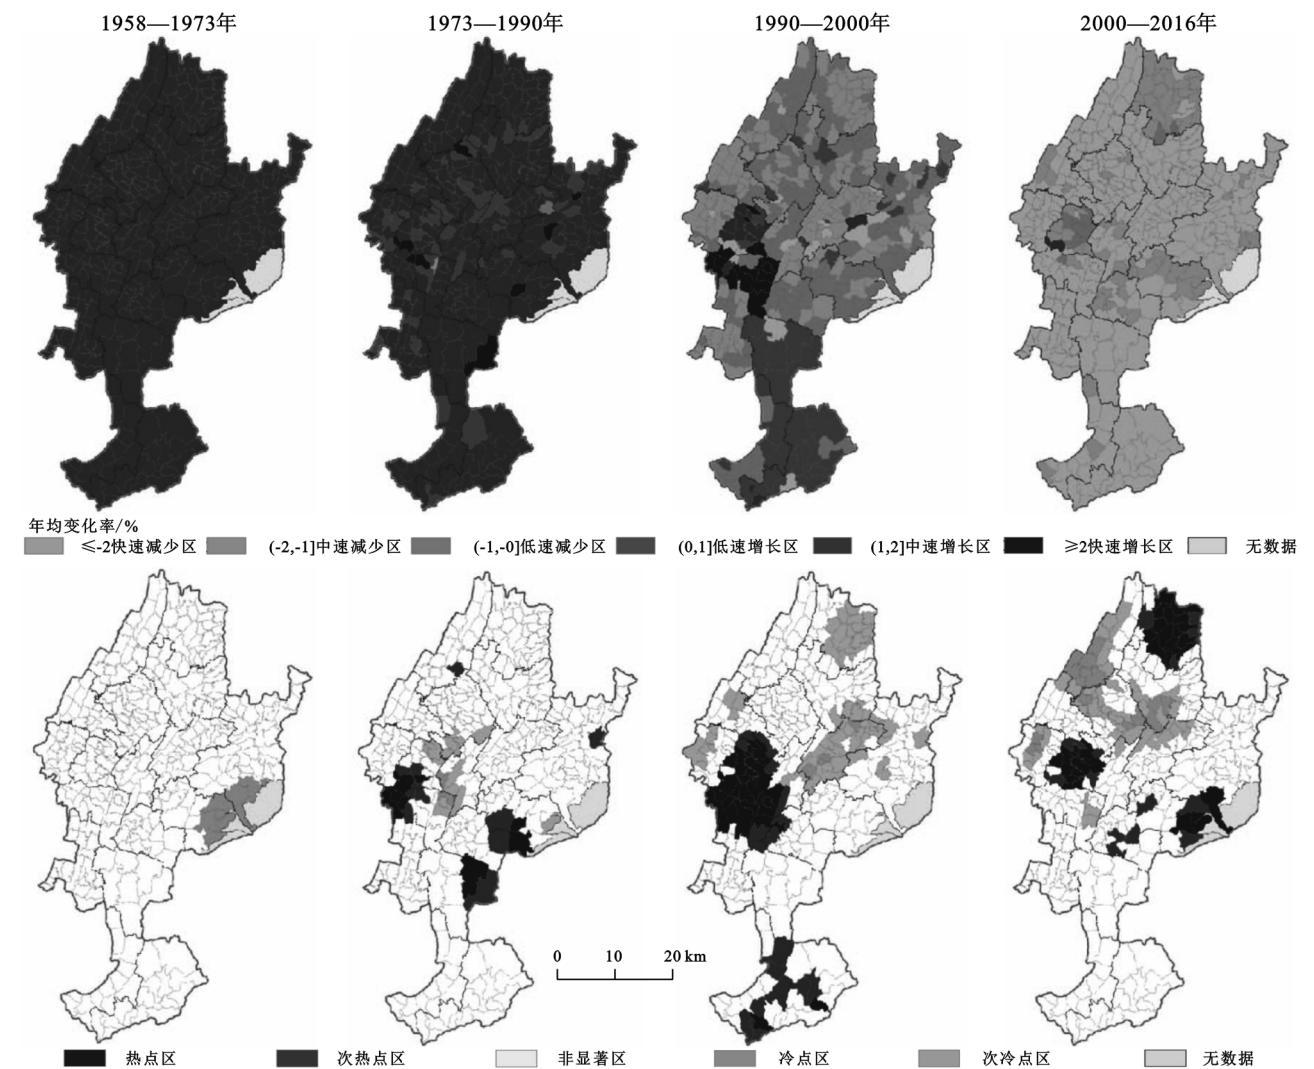 1958—1973年
1973—1990年
1990—2000年
2000—2016年
年均变化率/%
≤-2快速减少区
(-2,-1]中速减少区
(-1,-0]低速减少区
(0,1]低速增长区
(1,2]中速增长区
≥2快速增长区
无数据
0 10 20 km
热点区
次热点区
非显著区
冷点区
次冷点区
无数据